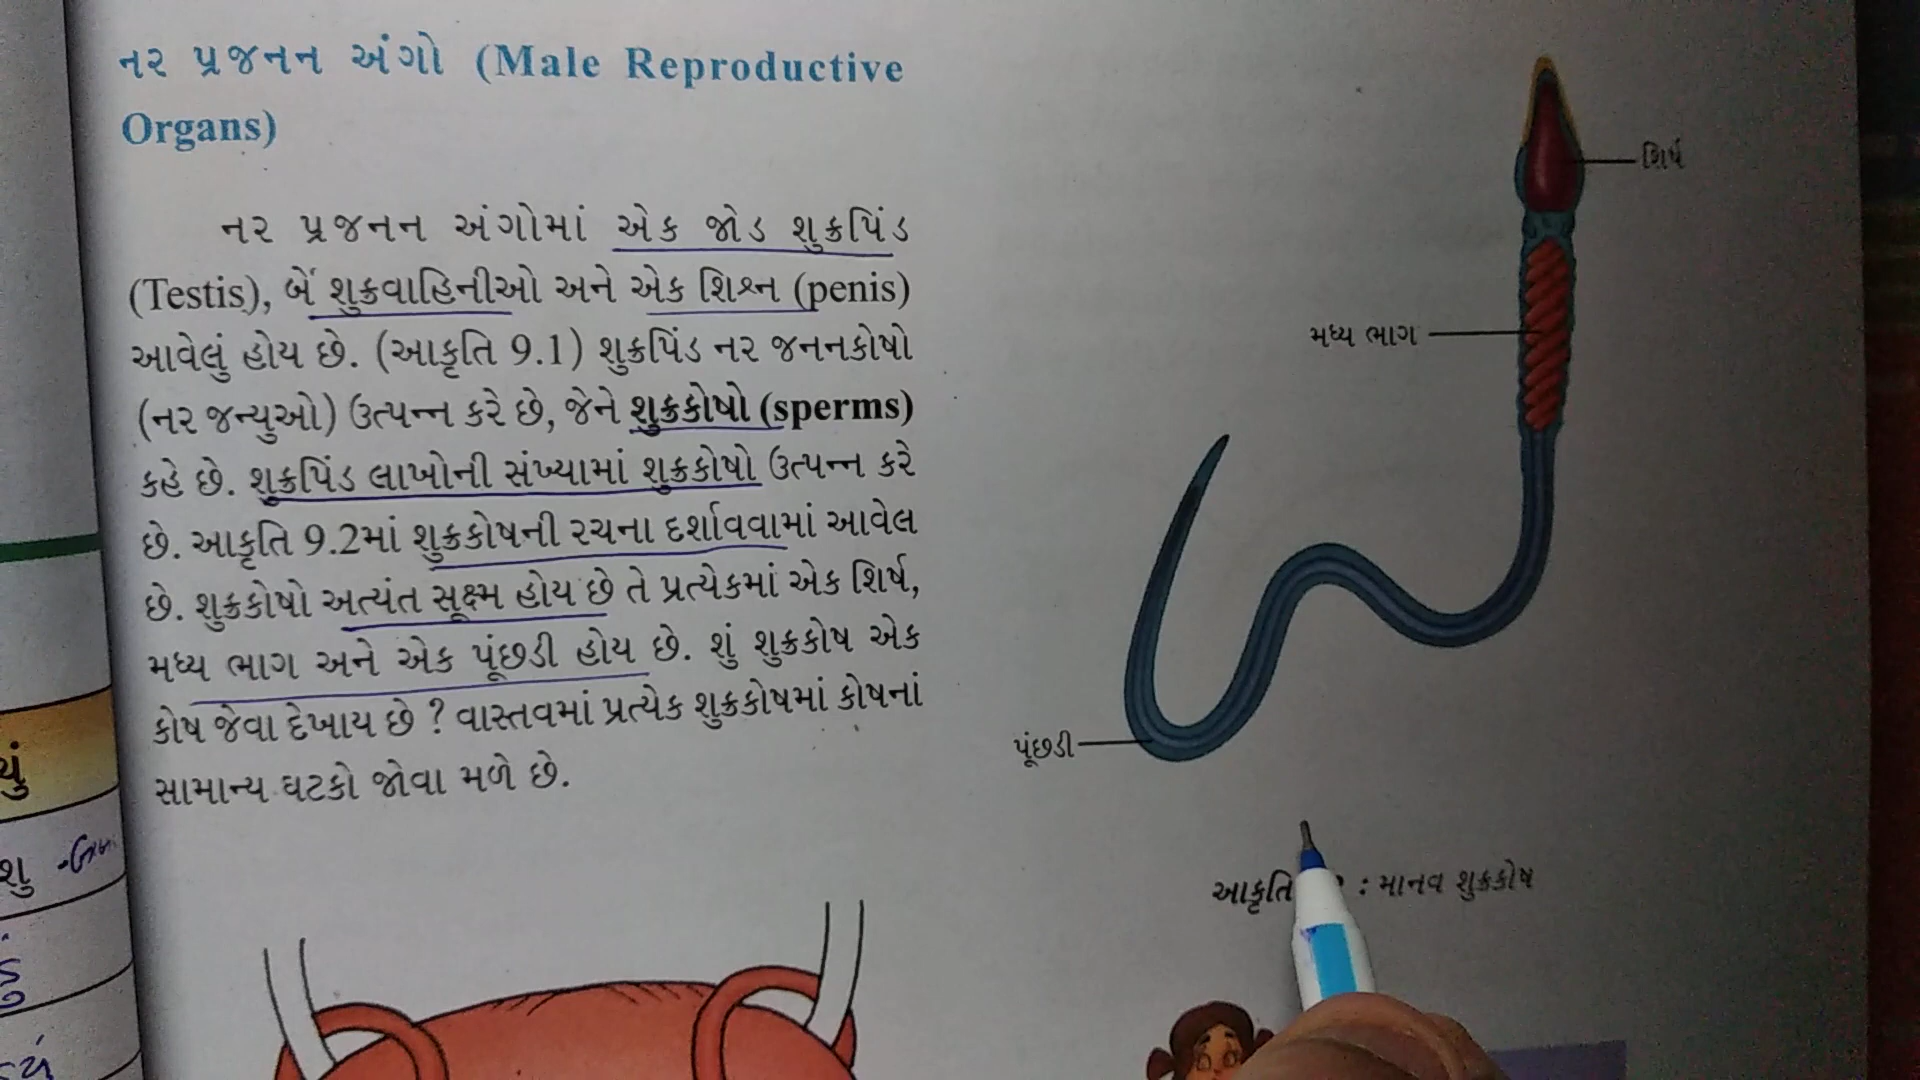 નર પ્રજનન અંગો (Male Reproductive
Organs)
નર પ્રજનન અંગોમાં એક જોડ શુક્રપિંડ
(Testis), બે શુક્રવાહિનીઓ અને એક શિશ્ન (penis)
આવેલું હોય છે. (આકૃતિ 9.1) શુક્રપિંડ નર જનનકોષો
(નર જન્યુઓ) ઉત્પન્ન કરે છે, જેને શુક્રકોષો (sperms)
કહે છે. શુક્રપિંડ લાખોની સંખ્યામાં શુક્રકોષો ઉત્પન્ન કરે
છે. આકૃતિ 9.2માં શુક્રકોષની રચના દર્શાવવામાં આવેલ
છે. શુક્રકોષો અત્યંત સૂક્ષ્મ હોય છે તે પ્રત્યેકમાં એક શિર્ષ,
મધ્ય ભાગ અને એક પૂંછડી હોય છે. શું શુક્રકોષ એક
કોષ જેવા દેખાય છે ? વાસ્તવમાં પ્રત્યેક શુક્રકોષમાં કોષનાં
સામાન્ય ઘટકો જોવા મળે છે.
શિર્ષ
મધ્ય ભાગ
પૂંછડી
આકૃતિ : માનવ શુક્રકોષ